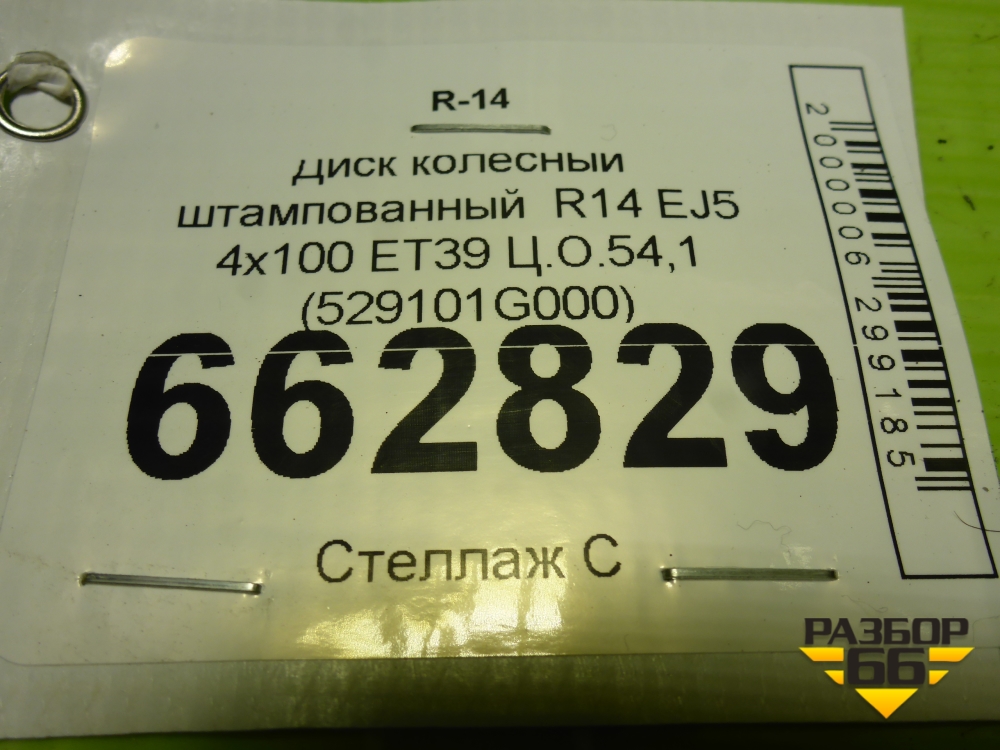 R-14
диск колесный
штампованный R14 EJ5
4x100 ET39 Ц.О.54,1
(529101G000)
662829
Стеллаж С
2000006299185
РАЗБОР
66